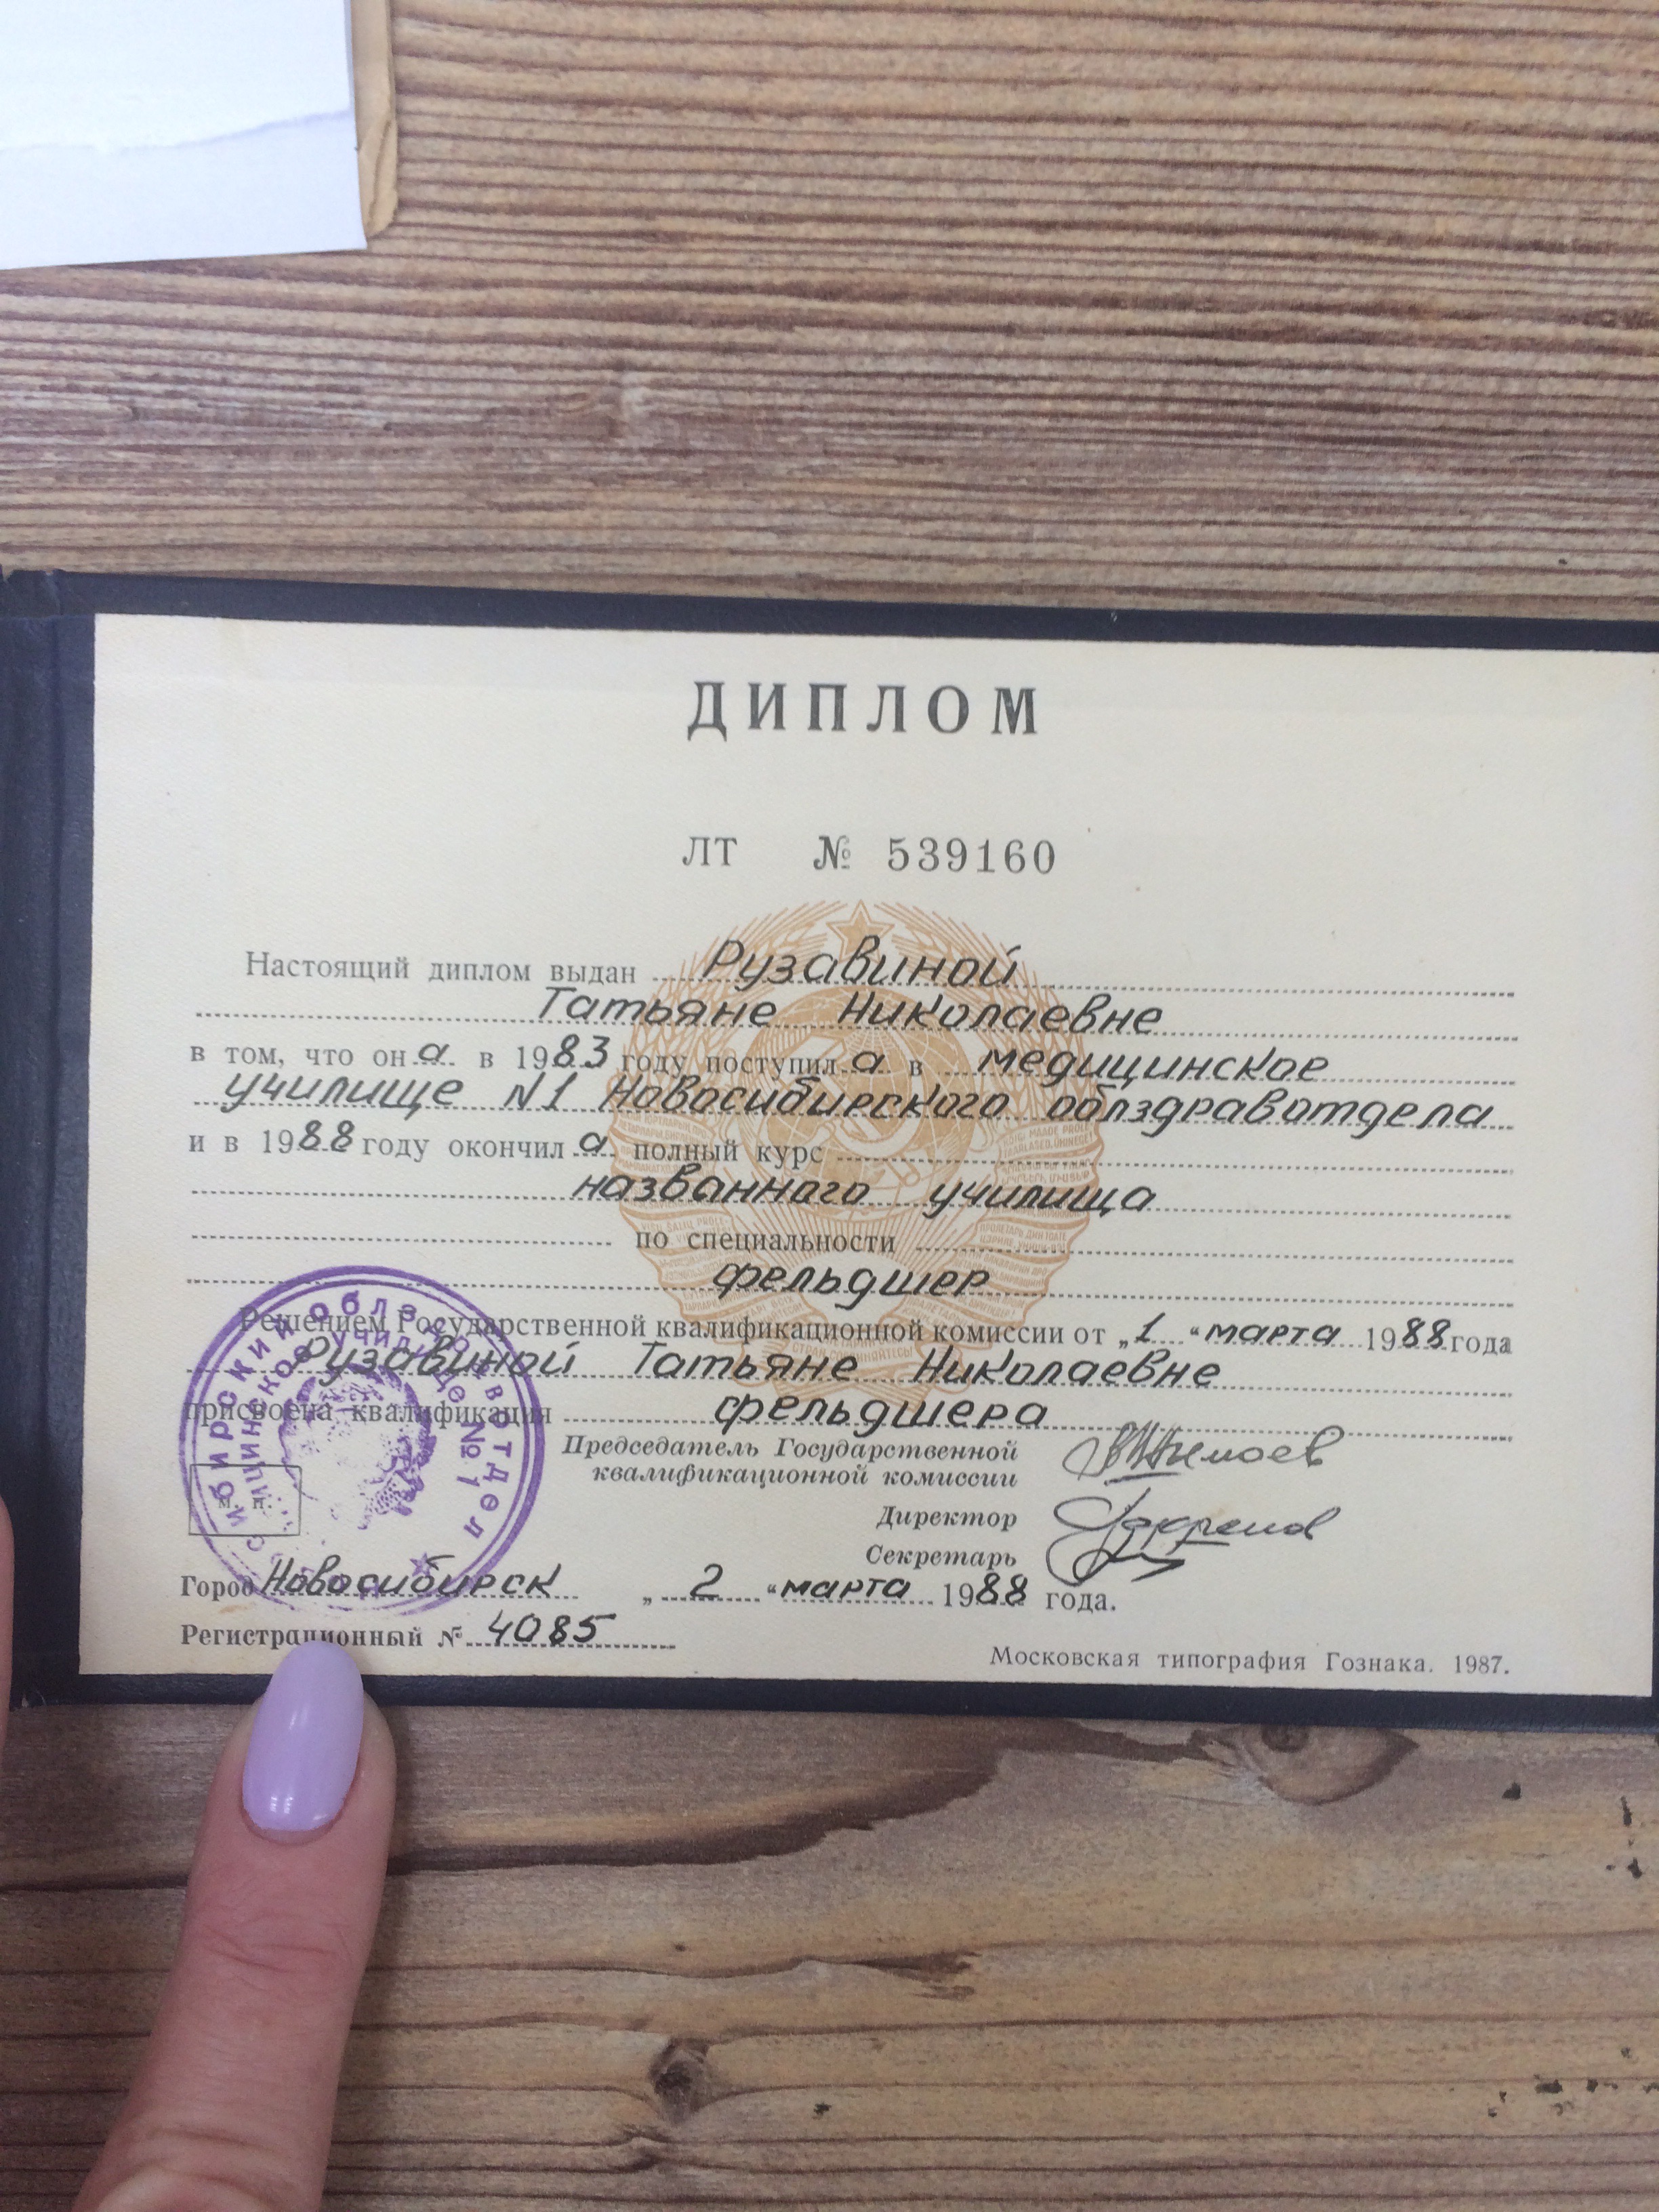 ДИПЛОМ
ЛТ № 539160
Настоящий диплом выдан Рузавиной
Татьяне Николаевне
в том, что она в 1983 году поступила в медицинское
училище N1 Новосибирского облздравотдела
и в 1988 году окончила полный курс
названного училища
по специальности
фельдшер
Решением Государственной квалификационной комиссии от „1“ марта 1988 года
Рузавиной Татьяне Николаевне
присвоена квалификация фельдшера
Председатель Государственной
квалификационной комиссии
Директор
Секретарь
М. П.
Город Новосибирск „2“ марта 1988 года.
Регистрационный № 4085
Московская типография Гознака. 1987.